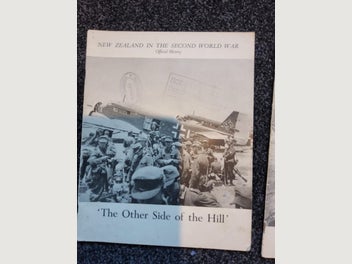 NEW ZEALAND IN THE SECOND WORLD WAR
Official History
'The Other Side of the Hill'